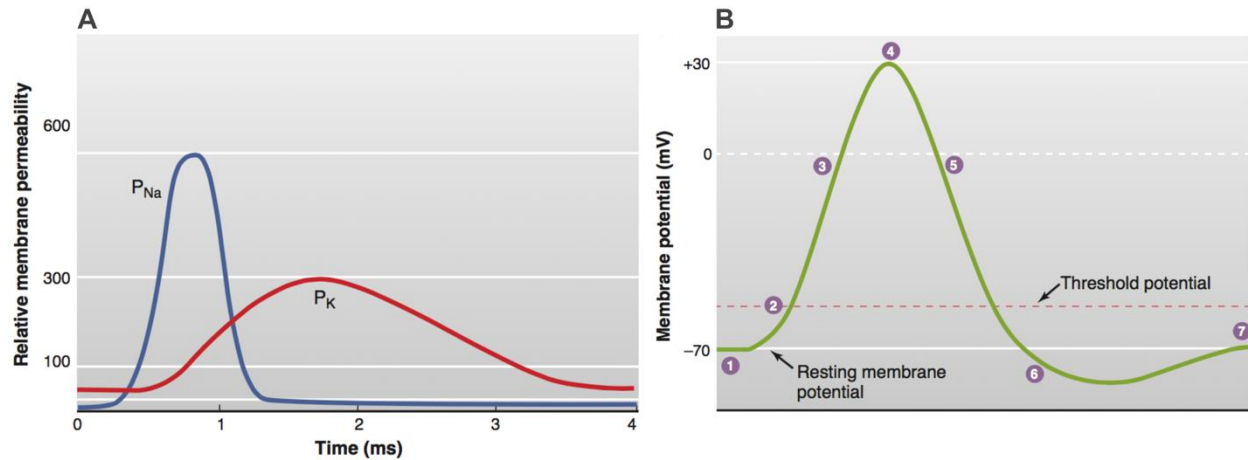 A
Relative membrane permeability
600
300
100
PNa
PK
0
1
2
3
4
Time (ms)
B
Membrane potential (mV)
+30
0
–70
4
3
5
2
Threshold potential
7
1
Resting membrane
potential
6